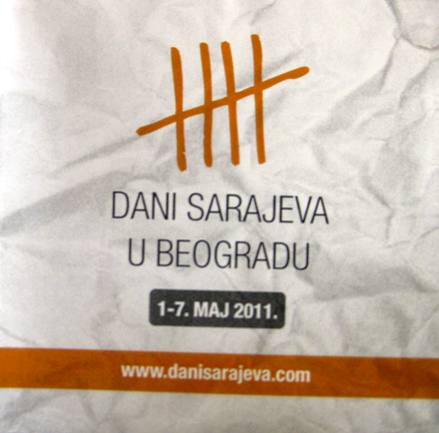 DANI SARAJEVA
U BEOGRADU
1-7. MAJ 2011.
www.danisarajeva.com